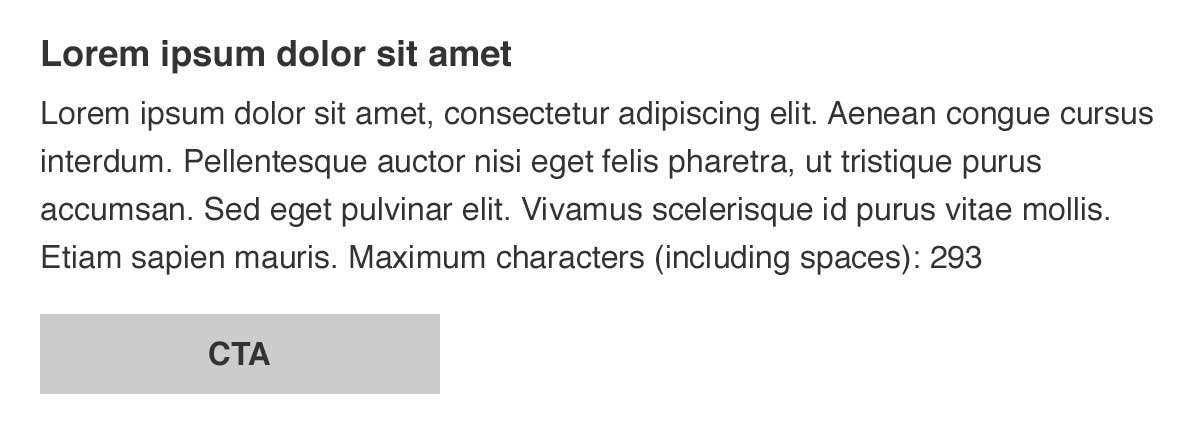 Lorem ipsum dolor sit amet
Lorem ipsum dolor sit amet, consectetur adipiscing elit. Aenean congue cursus
interdum. Pellentesque auctor nisi eget felis pharetra, ut tristique purus
accumsan. Sed eget pulvinar elit. Vivamus scelerisque id purus vitae mollis.
Etiam sapien mauris. Maximum characters (including spaces): 293
CTA